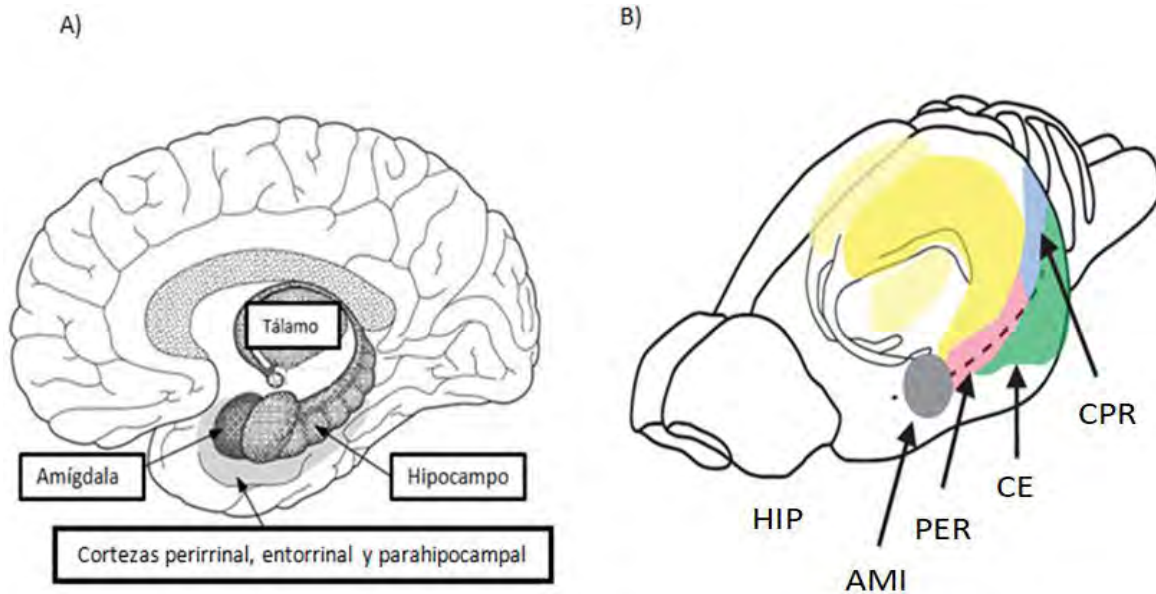 A)
Tálamo
Amígdala
Hipocampo
Cortezas perirrinal, entorrinal y parahipocampal
B)
CPR
CE
PER
HIP
AMI